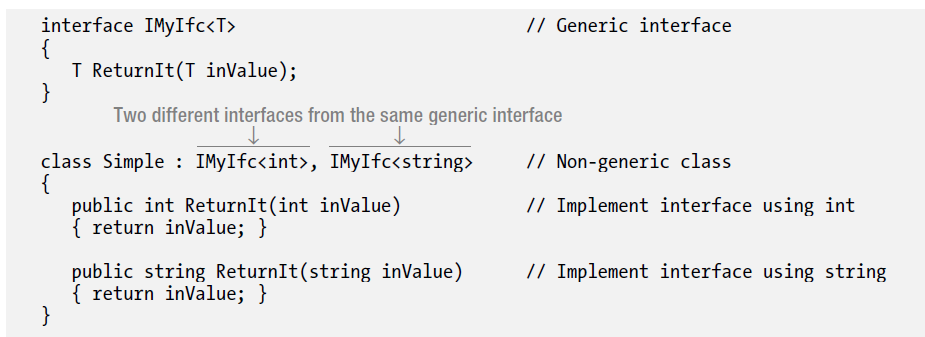 interface IMyIfc<T> // Generic interface
{
T ReturnIt(T inValue);
}
Two different interfaces from the same generic interface
class Simple : IMyIfc<int>, IMyIfc<string> // Non-generic class
{
public int ReturnIt(int inValue) // Implement interface using int
{ return inValue; }
public string ReturnIt(string inValue) // Implement interface using string
{ return inValue; }
}